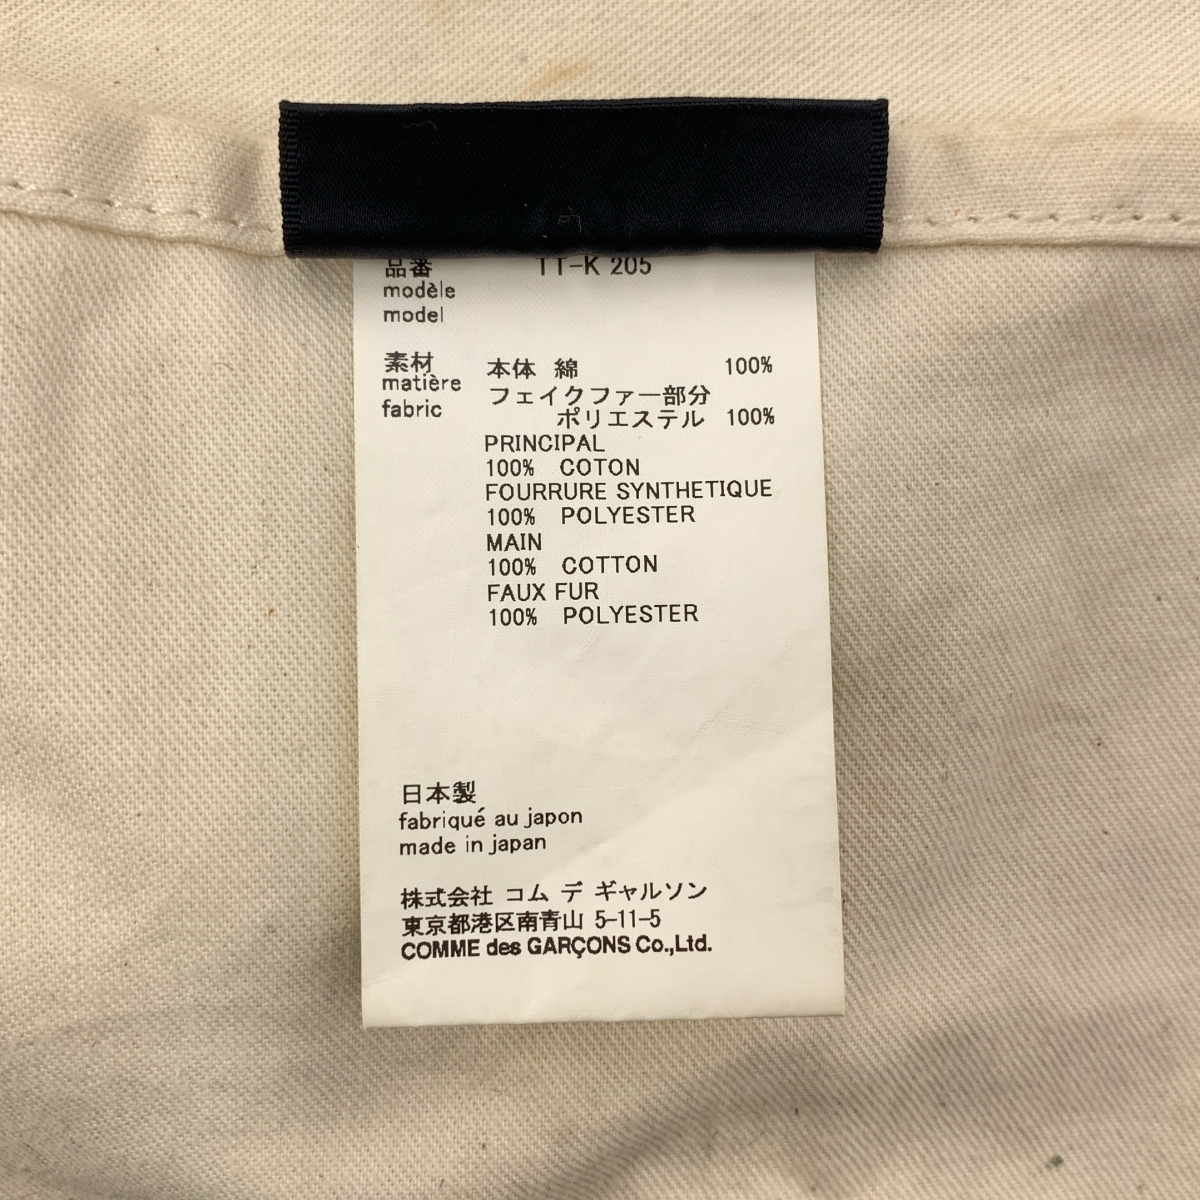 品番 TT-K 205
modèle
model
素材 本体 綿 100%
matière フェイクファー部分
fabric ポリエステル 100%
PRINCIPAL
100% COTON
FOURRURE SYNTHETIQUE
100% POLYESTER
MAIN
100% COTTON
FAUX FUR
100% POLYESTER
日本製
fabriqué au japon
made in japan
株式会社 コム デ ギャルソン
東京都港区南青山 5-11-5
COMME des GARÇONS Co.,Ltd.